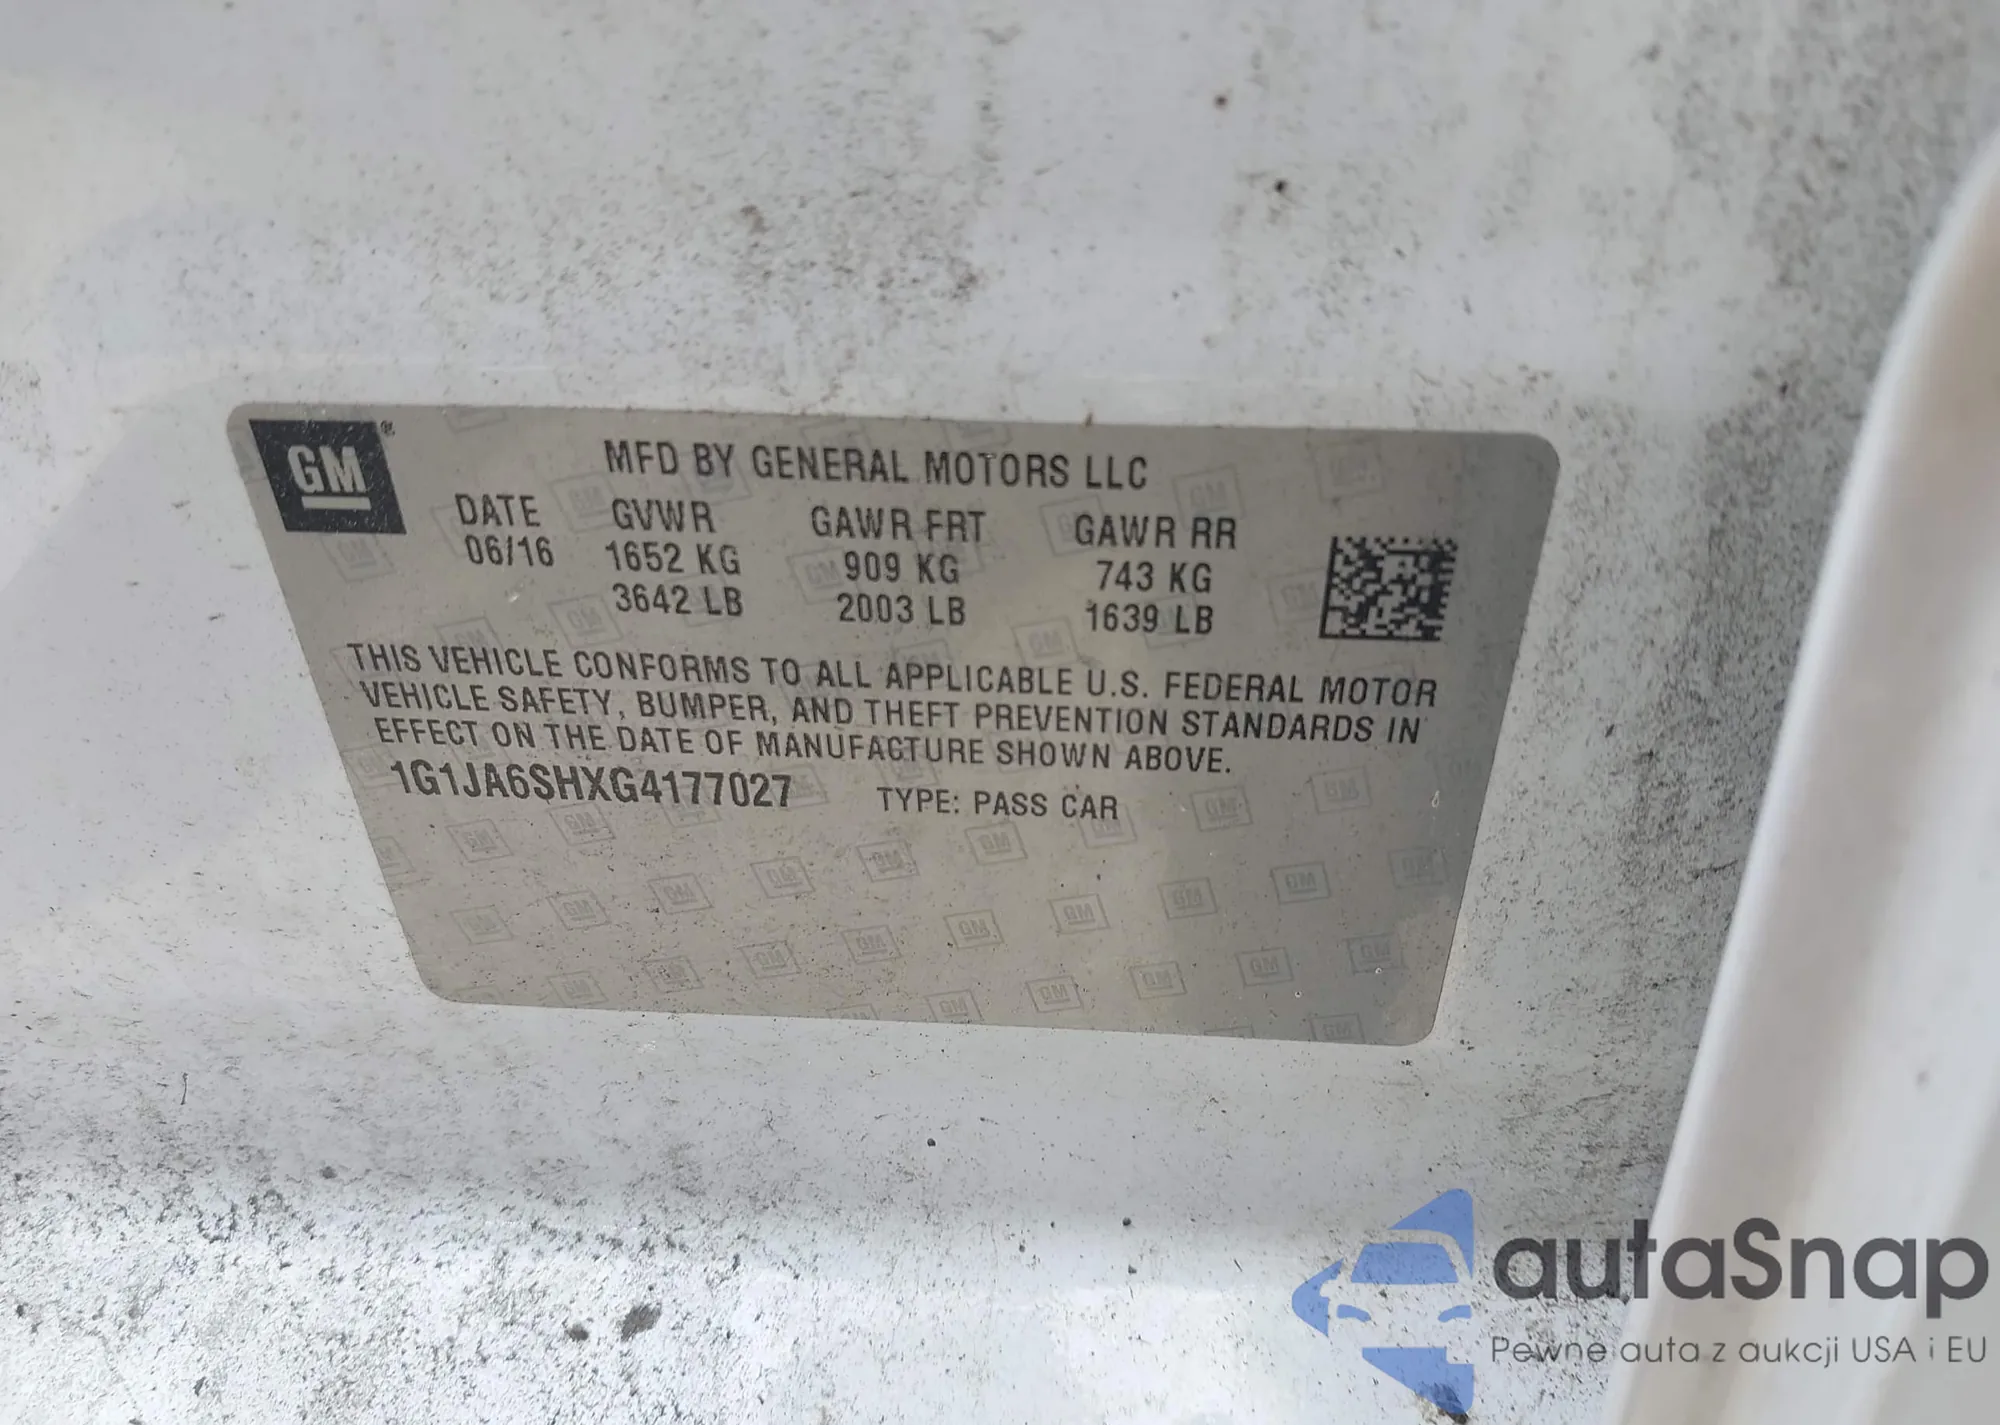 GM®
MFD BY GENERAL MOTORS LLC
DATE GVWR GAWR FRT GAWR RR
06/16 1652 KG 909 KG 743 KG
3642 LB 2003 LB 1639 LB
THIS VEHICLE CONFORMS TO ALL APPLICABLE U.S. FEDERAL MOTOR
VEHICLE SAFETY, BUMPER, AND THEFT PREVENTION STANDARDS IN
EFFECT ON THE DATE OF MANUFACTURE SHOWN ABOVE.
1G1JA6SHXG4177027 TYPE: PASS CAR
autaSnap
Pewne auta z aukcji USA i EU